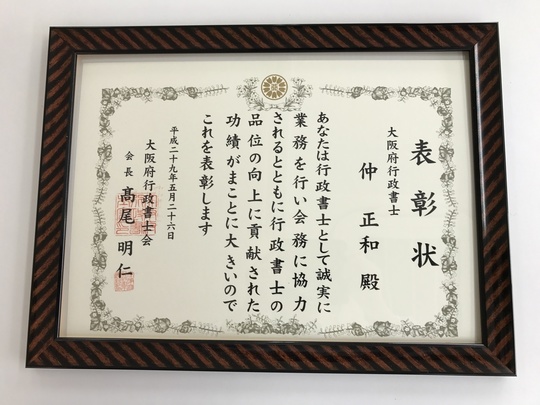 表彰状
大阪府行政書士
仲正和殿
あなたは行政書士として誠実に
業務を行い会務に協力
されるとともに行政書士の
品位の向上に貢献された
功績がまことに大きいので
これを表彰します
平成二十九年五月二十六日
大阪府行政書士会
会長 髙尾明仁